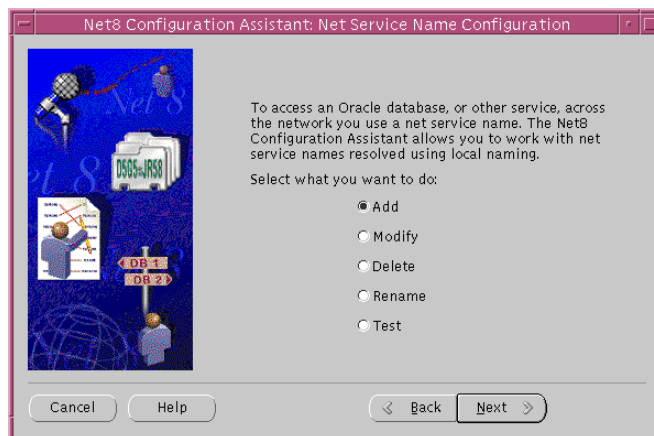 Net8 Configuration Assistant: Net Service Name Configuration
Net 8
D5G5-JR58
DB 1
DB 2
To access an Oracle database, or other service, across
the network you use a net service name. The Net8
Configuration Assistant allows you to work with net
service names resolved using local naming.
Select what you want to do:
Add
Modify
Delete
Rename
Test
Cancel
Help
Back
Next